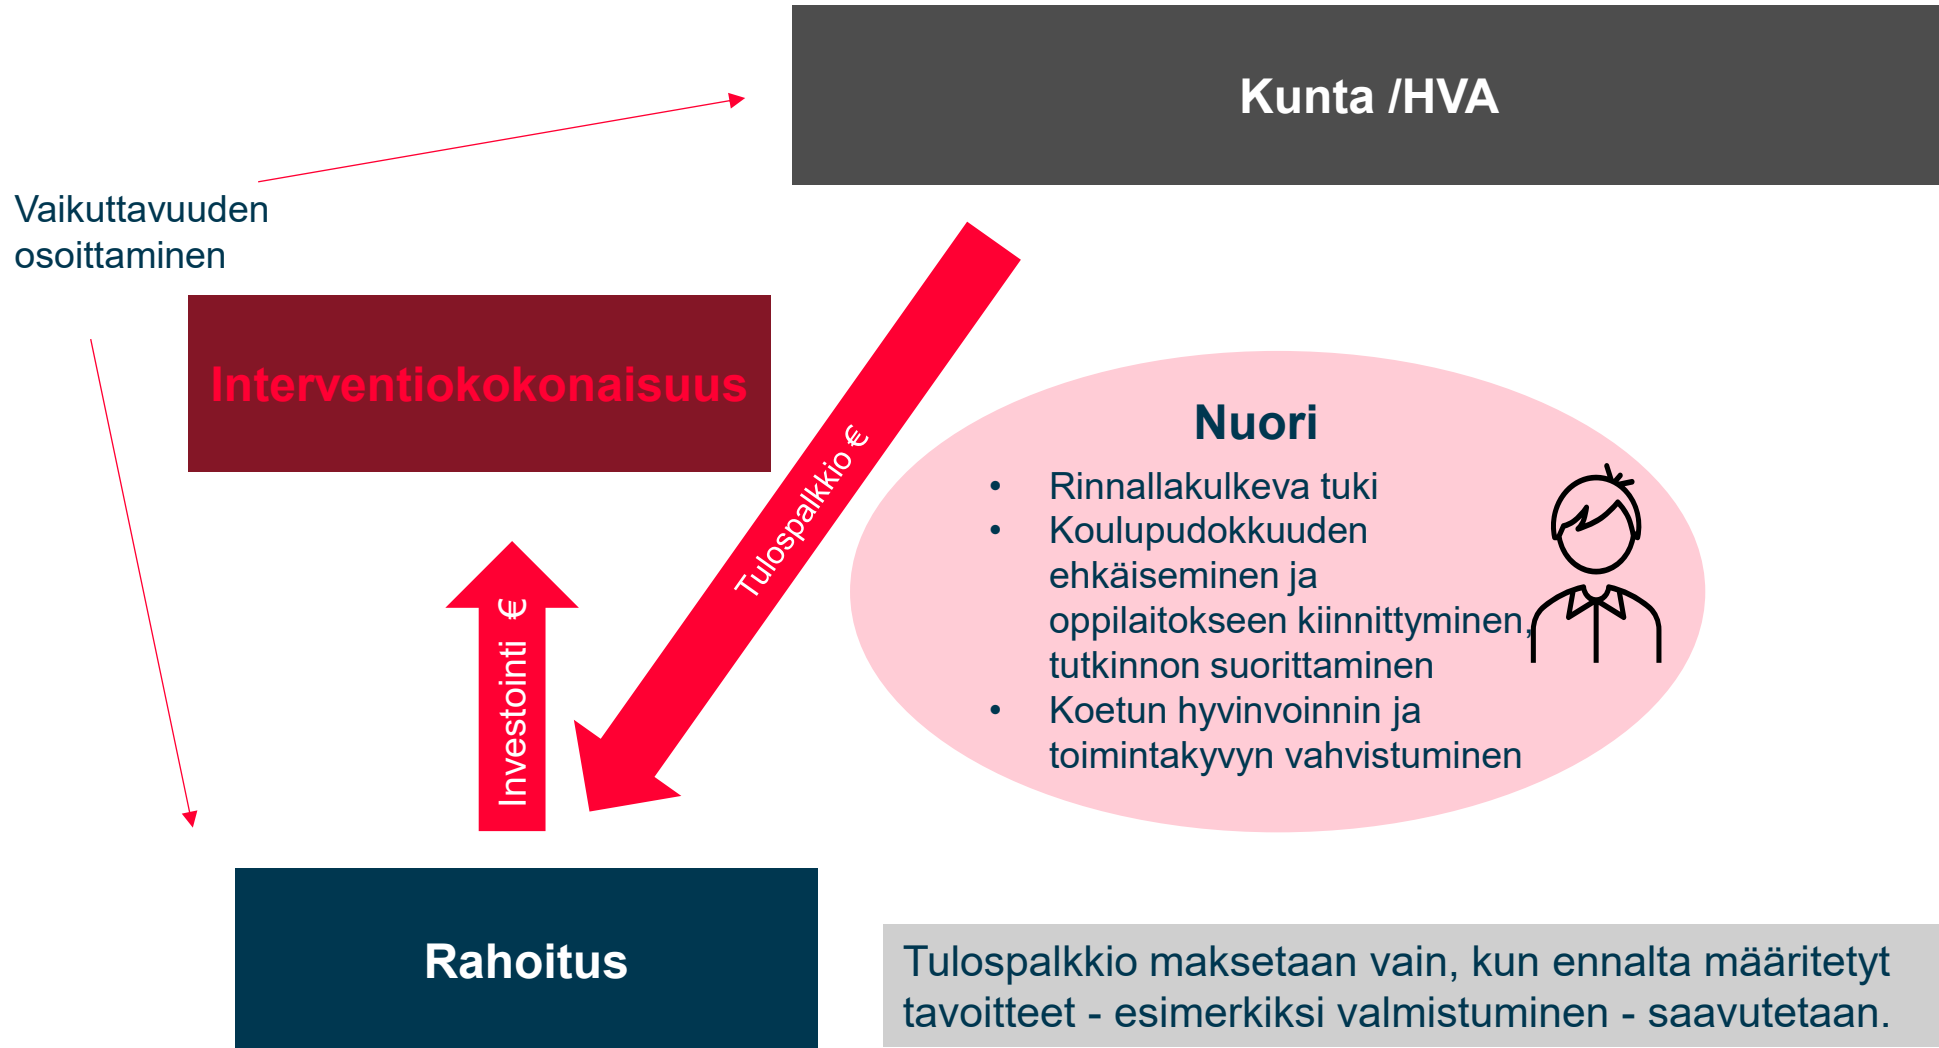 Kunta /HVA
Vaikuttavuuden
osoittaminen
Interventiokokonaisuus
Tulospalkkio €
Investointi €
Nuori
• Rinnallakulkeva tuki
• Koulupudokkuuden
ehkäiseminen ja
oppilaitokseen kiinnittyminen,
tutkinnon suorittaminen
• Koetun hyvinvoinnin ja
toimintakyvyn vahvistuminen
Rahoitus
Tulospalkkio maksetaan vain, kun ennalta määritetyt
tavoitteet - esimerkiksi valmistuminen - saavutetaan.